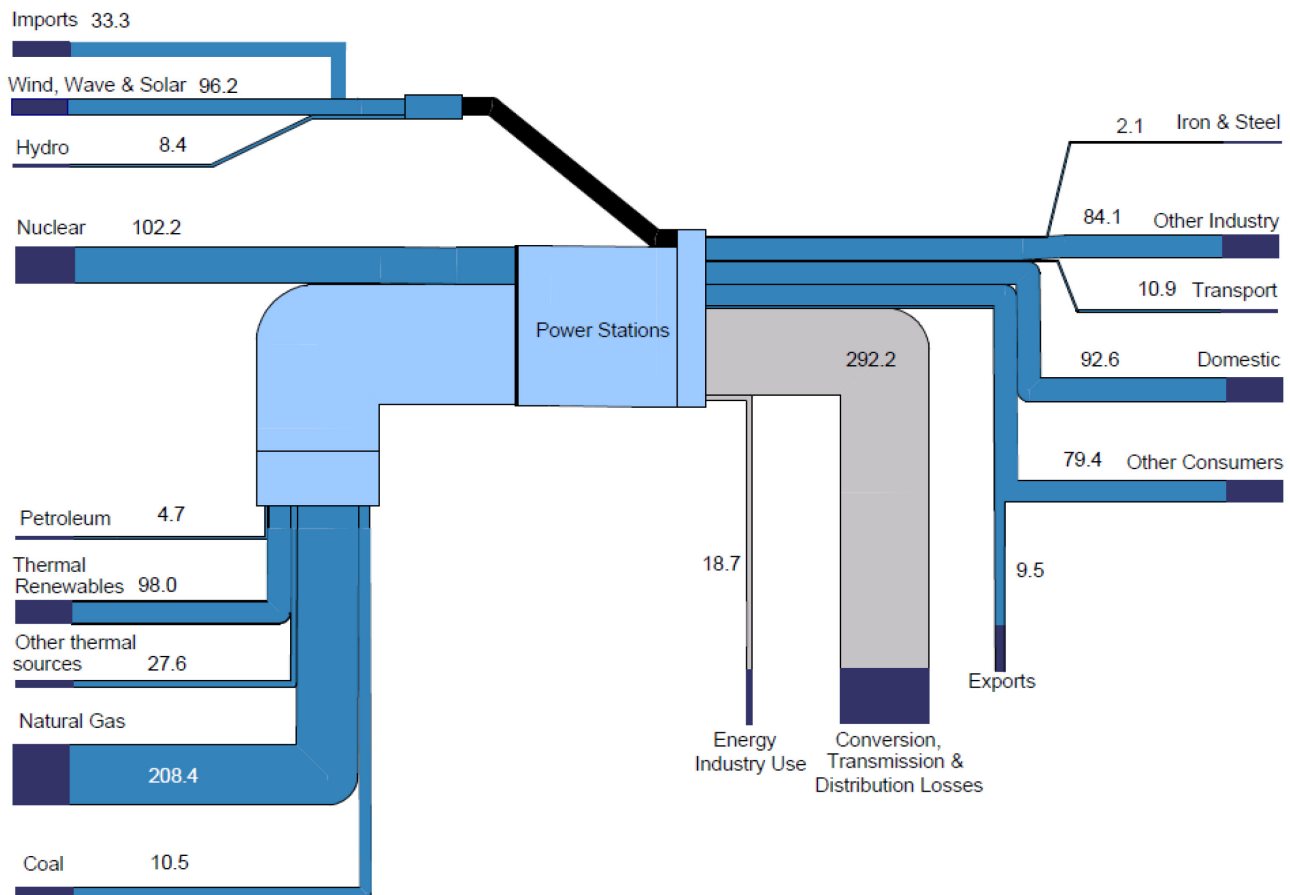 Imports 33.3
Wind, Wave & Solar 96.2
Hydro 8.4
Nuclear 102.2
Power Stations
Petroleum 4.7
Thermal
Renewables 98.0
Other thermal
sources 27.6
Natural Gas
208.4
Coal 10.5
2.1 Iron & Steel
84.1 Other Industry
10.9 Transport
292.2
92.6 Domestic
79.4 Other Consumers
18.7
9.5
Exports
Energy
Industry Use
Conversion,
Transmission &
Distribution Losses